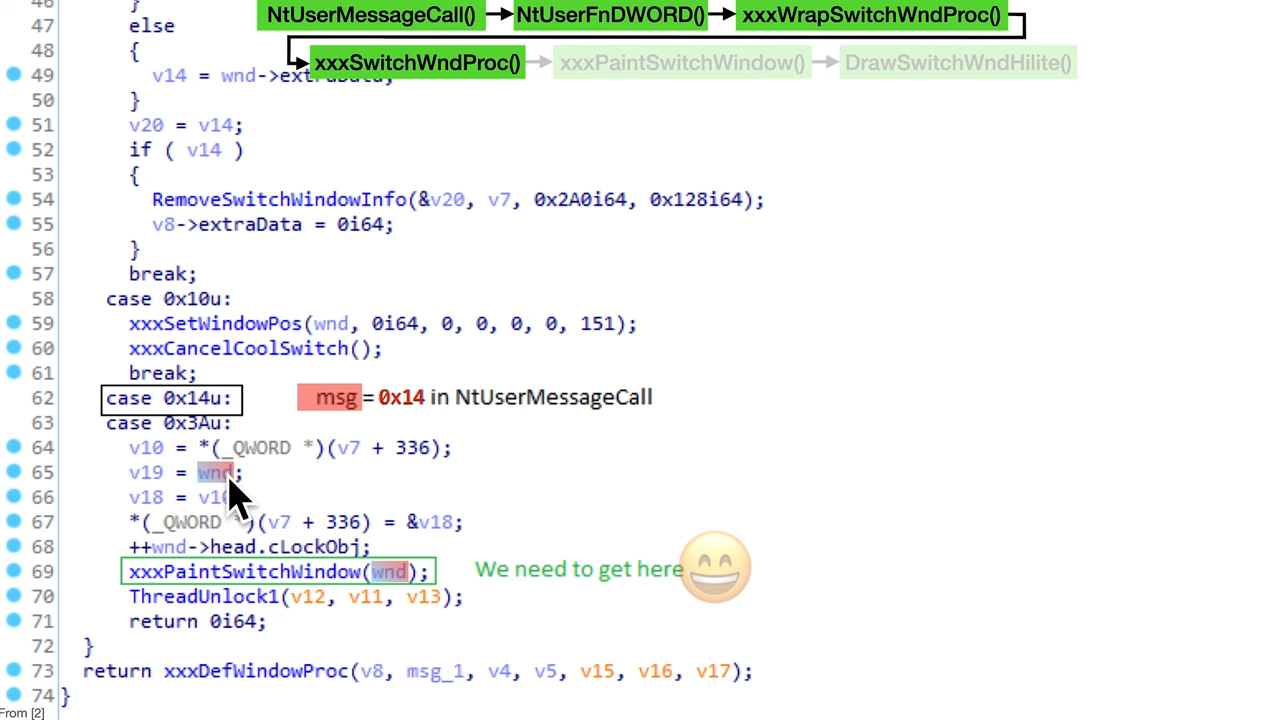 NtUserMessageCall() NtUserFnDWORD() xxxWrapSwitchWndProc()
xxxSwitchWndProc() xxxPaintSwitchWindow() DrawSwitchWndHilite()
46 }
47 else
48 {
49 v14 = wnd->extraData;
50 }
51 v20 = v14;
52 if ( v14 )
53 {
54 RemoveSwitchWindowInfo(&v20, v7, 0x2A0i64, 0x128i64);
55 v8->extraData = 0i64;
56 }
57 break;
58 case 0x10u:
59 xxxSetWindowPos(wnd, 0i64, 0, 0, 0, 0, 151);
60 xxxCancelCoolSwitch();
61 break;
62 case 0x14u: msg = 0x14 in NtUserMessageCall
63 case 0x3Au:
64 v10 = *(_QWORD *)(v7 + 336);
65 v19 = wnd;
66 v18 = v10
67 *(_QWORD *)(v7 + 336) = &v18;
68 ++wnd->head.cLockObj;
69 xxxPaintSwitchWindow(wnd); We need to get here
70 ThreadUnlock1(v12, v11, v13);
71 return 0i64;
72 }
73 return xxxDefWindowProc(v8, msg_1, v4, v5, v15, v16, v17);
74 }
From [2]